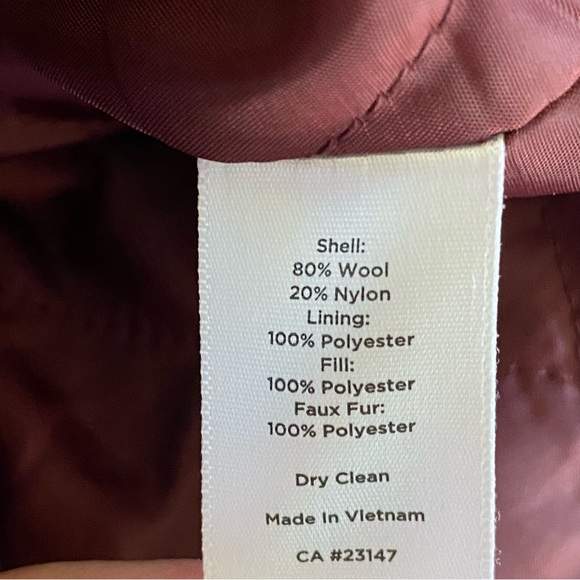 Shell:
80% Wool
20% Nylon
Lining:
100% Polyester
Fill:
100% Polyester
Faux Fur:
100% Polyester
Dry Clean
Made In Vietnam
CA #23147